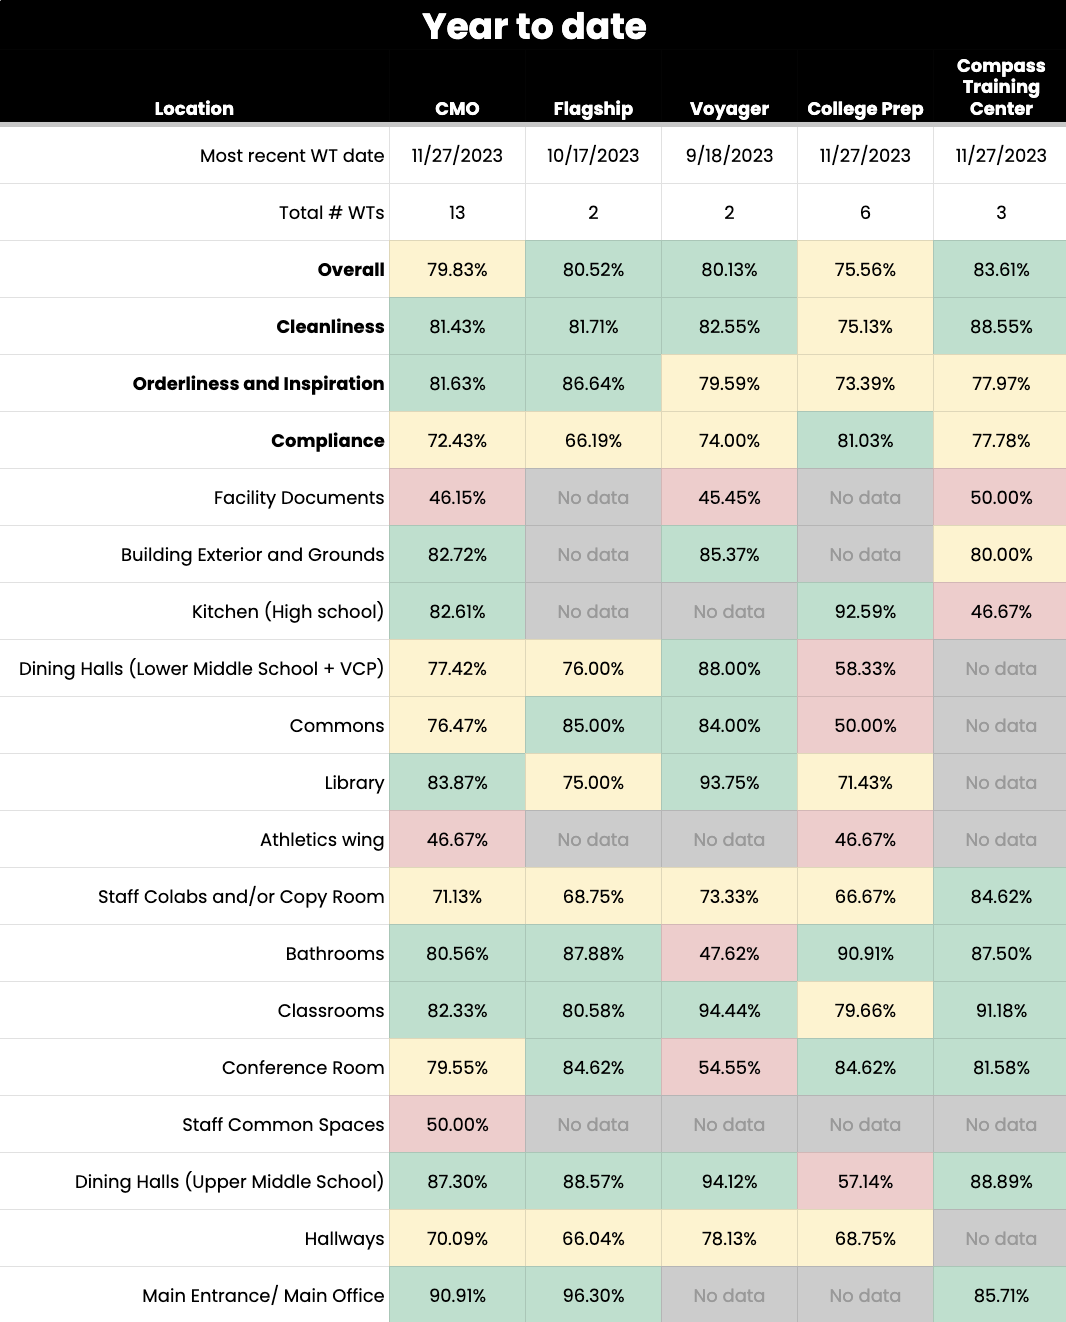 Year to date
Location CMO Flagship Voyager College Prep Compass Training Center
Most recent WT date 11/27/2023 10/17/2023 9/18/2023 11/27/2023 11/27/2023
Total # WTs 13 2 2 6 3
Overall 79.83% 80.52% 80.13% 75.56% 83.61%
Cleanliness 81.43% 81.71% 82.55% 75.13% 88.55%
Orderliness and Inspiration 81.63% 86.64% 79.59% 73.39% 77.97%
Compliance 72.43% 66.19% 74.00% 81.03% 77.78%
Facility Documents 46.15% No data 45.45% No data 50.00%
Building Exterior and Grounds 82.72% No data 85.37% No data 80.00%
Kitchen (High school) 82.61% No data No data 92.59% 46.67%
Dining Halls (Lower Middle School + VCP) 77.42% 76.00% 88.00% 58.33% No data
Commons 76.47% 85.00% 84.00% 50.00% No data
Library 83.87% 75.00% 93.75% 71.43% No data
Athletics wing 46.67% No data No data 46.67% No data
Staff Colabs and/or Copy Room 71.13% 68.75% 73.33% 66.67% 84.62%
Bathrooms 80.56% 87.88% 47.62% 90.91% 87.50%
Classrooms 82.33% 80.58% 94.44% 79.66% 91.18%
Conference Room 79.55% 84.62% 54.55% 84.62% 81.58%
Staff Common Spaces 50.00% No data No data No data No data
Dining Halls (Upper Middle School) 87.30% 88.57% 94.12% 57.14% 88.89%
Hallways 70.09% 66.04% 78.13% 68.75% No data
Main Entrance/ Main Office 90.91% 96.30% No data No data 85.71%